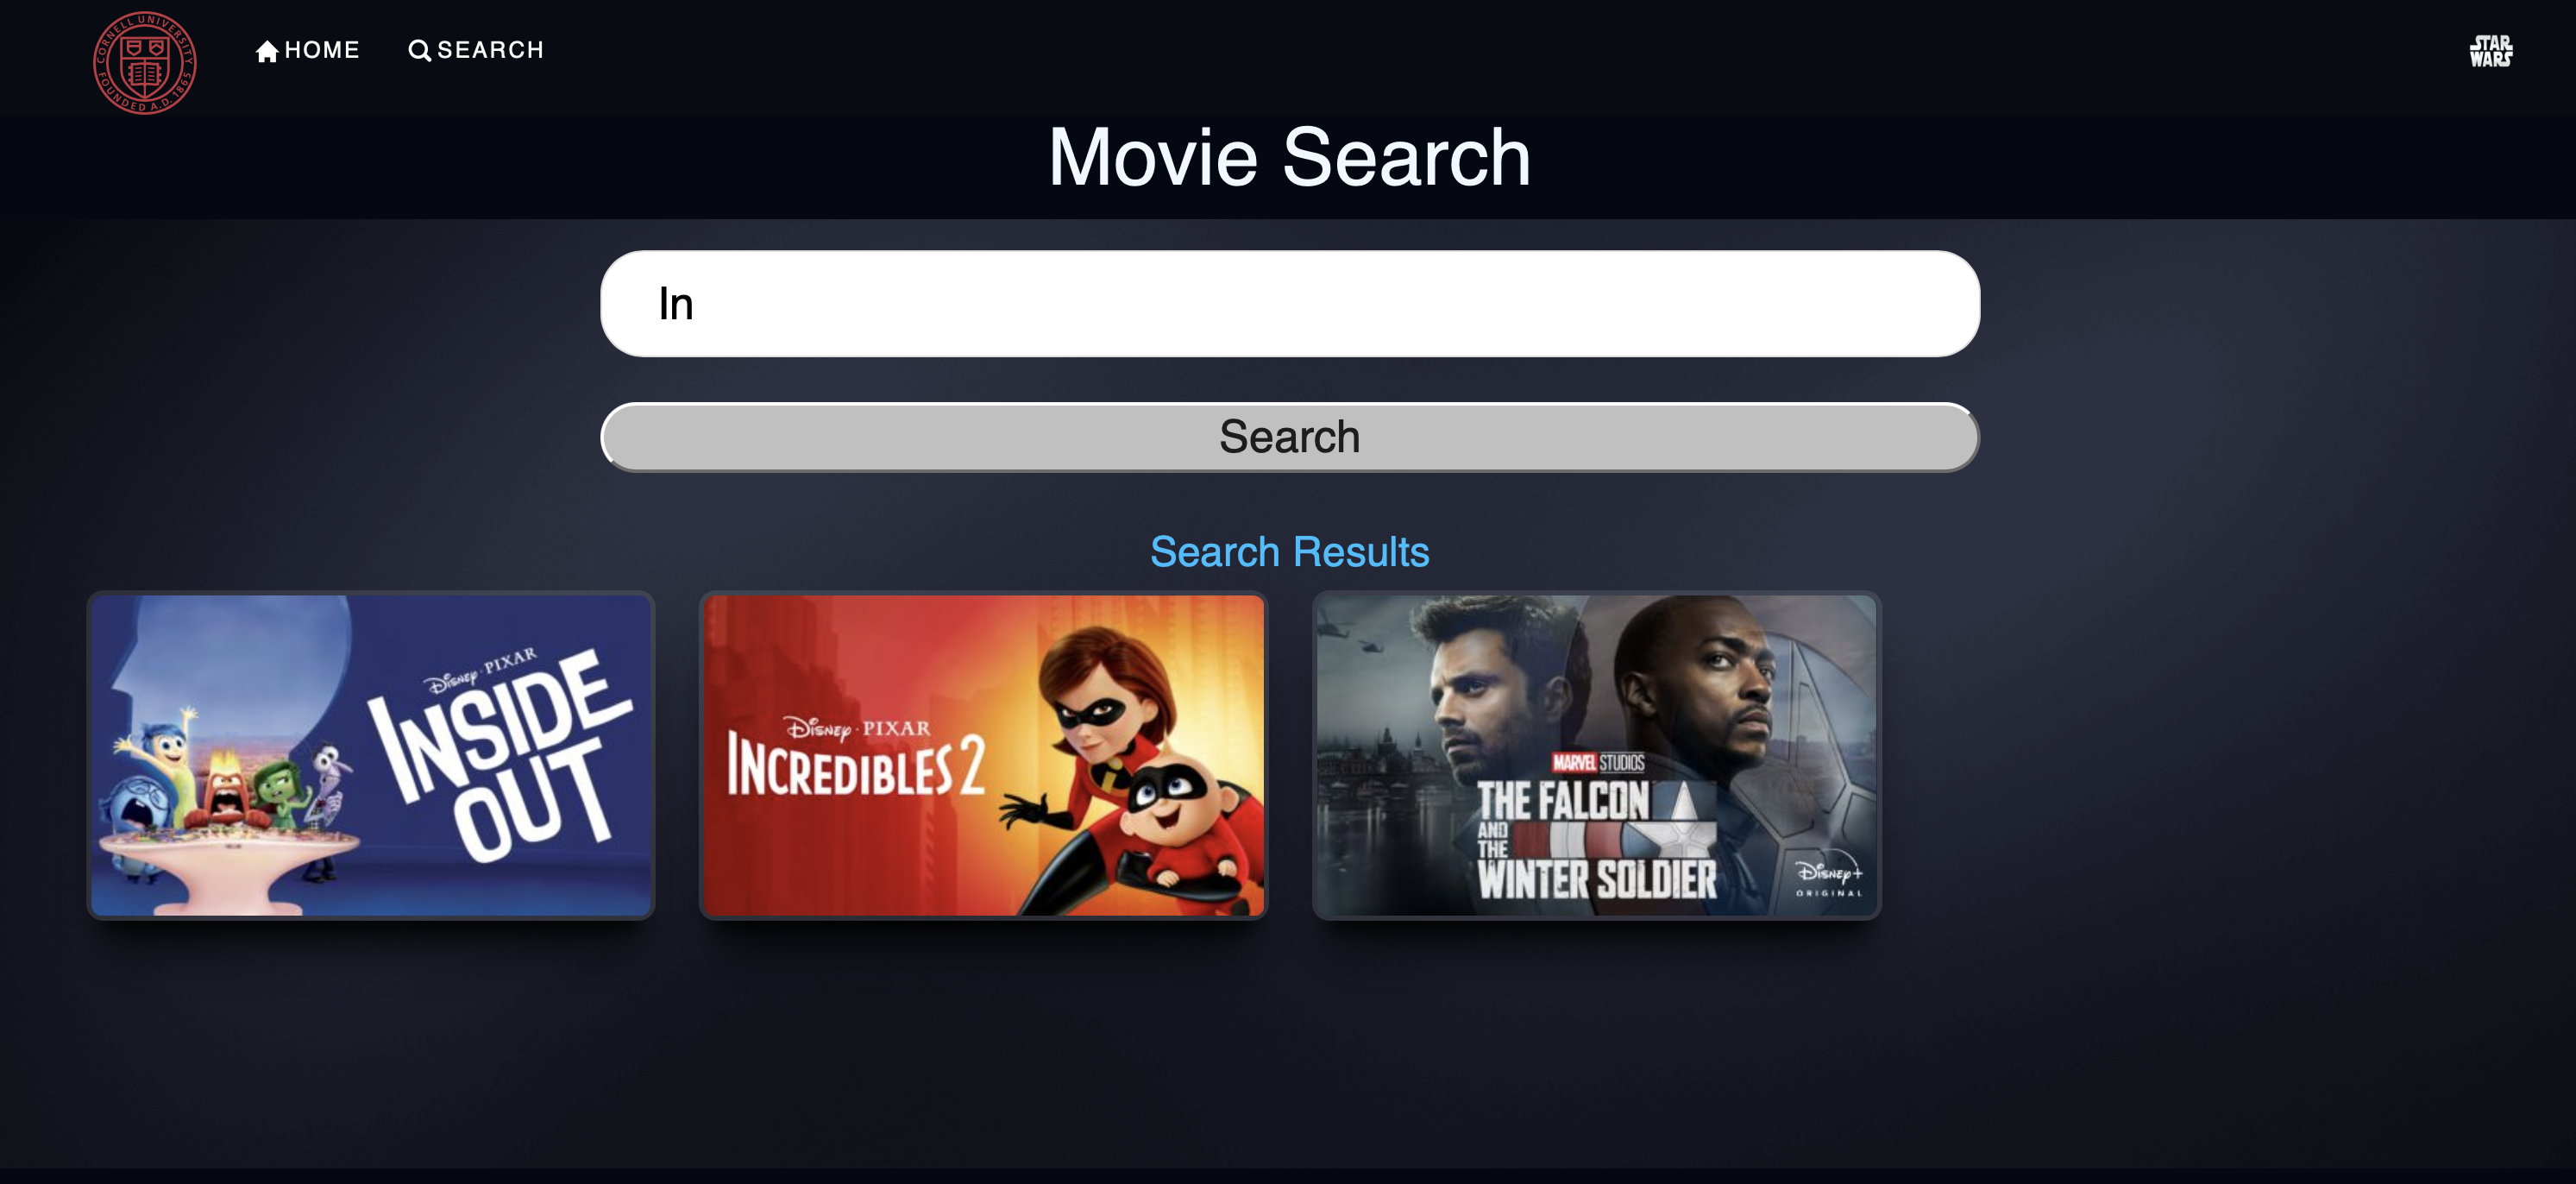 CORNELL UNIVERSITY
FOUNDED A.D. 1865
HOME
SEARCH
STAR
WARS
Movie Search
In
Search
Search Results
DISNEY · PIXAR
INSIDE
OUT
DISNEY · PIXAR
INCREDIBLES 2
MARVEL STUDIOS
THE FALCON
AND
THE
WINTER SOLDIER
DISNEY+
ORIGINAL